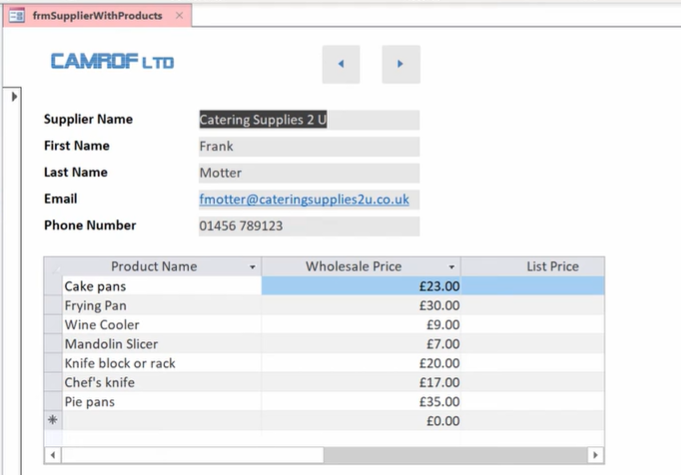 frmSupplierWithProducts
CAMROF LTD
Supplier Name Catering Supplies 2 U
First Name Frank
Last Name Motter
Email fmotter@cateringsupplies2u.co.uk
Phone Number 01456 789123
Product Name Wholesale Price List Price
Cake pans £23.00
Frying Pan £30.00
Wine Cooler £9.00
Mandolin Slicer £7.00
Knife block or rack £20.00
Chef's knife £17.00
Pie pans £35.00
£0.00